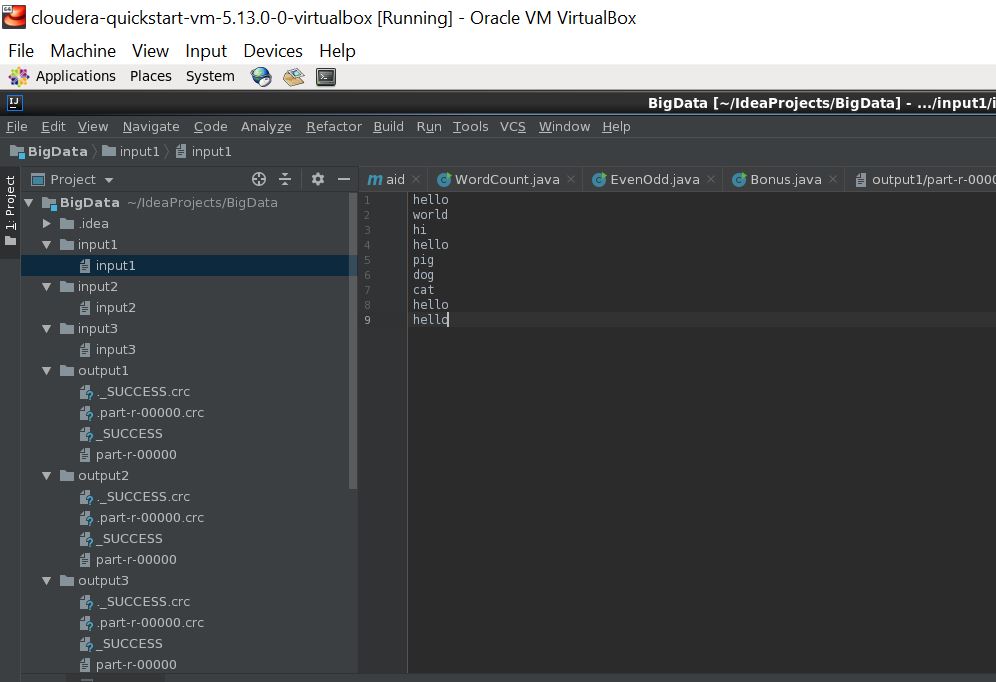 cloudera-quickstart-vm-5.13.0-0-virtualbox [Running] - Oracle VM VirtualBox
File Machine View Input Devices Help
Applications Places System
BigData [~/IdeaProjects/BigData] - .../input1/i
File Edit View Navigate Code Analyze Refactor Build Run Tools VCS Window Help
BigData input1 input1
1: Project
Project
m aid WordCount.java EvenOdd.java Bonus.java output1/part-r-0000
BigData ~/IdeaProjects/BigData
.idea
input1
input1
input2
input2
input3
input3
output1
._SUCCESS.crc
.part-r-00000.crc
_SUCCESS
part-r-00000
output2
._SUCCESS.crc
.part-r-00000.crc
_SUCCESS
part-r-00000
output3
._SUCCESS.crc
.part-r-00000.crc
_SUCCESS
part-r-00000
1 hello
2 world
3 hi
4 hello
5 pig
6 dog
7 cat
8 hello
9 hello